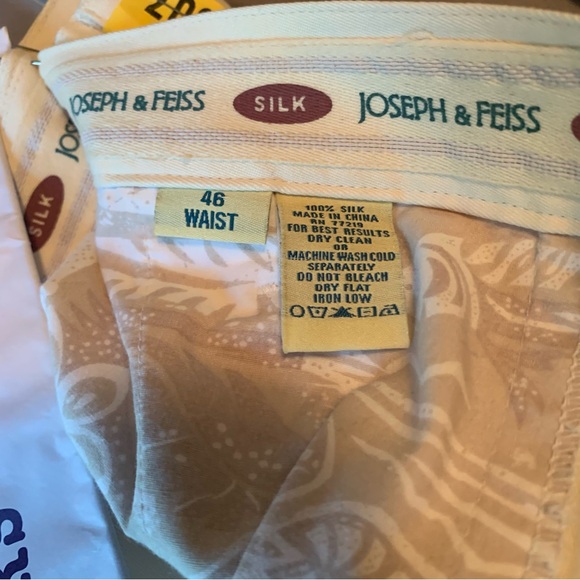 JOSEPH & FEISS SILK JOSEPH & FEISS
SILK
46
WAIST
100% SILK
MADE IN CHINA
RN 77219
FOR BEST RESULTS
DRY CLEAN
OR
MACHINE WASH COLD
SEPARATELY
DO NOT BLEACH
DRY FLAT
IRON LOW